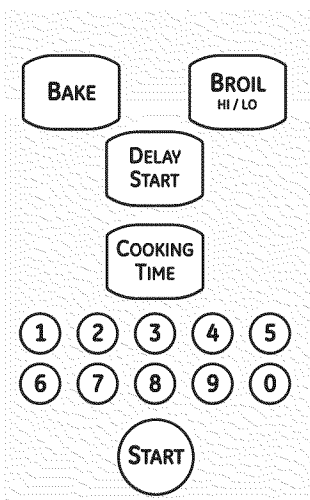 BAKE
BROIL
HI / LO
DELAY
START
COOKING
TIME
1 2 3 4 5
6 7 8 9 0
START